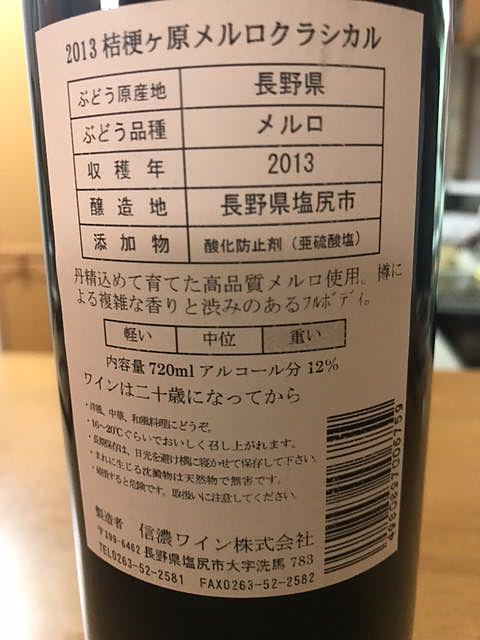 2013 桔梗ヶ原メルロクラシカル
ぶどう原産地 長野県
ぶどう品種 メルロ
収穫年 2013
醸造地 長野県塩尻市
添加物 酸化防止剤(亜硫酸塩)
丹精込めて育てた高品質メルロ使用。樽に
よる複雑な香りと渋みのあるフルボディ。
軽い 中位 重い
内容量720ml アルコール分 12%
ワインは二十歳になってから
・洋風、中華、和風料理にどうぞ。
・16~20℃ぐらいでおいしく召し上がれます。
・長期保存は、日光を避け横に寝かせて保存して下さい。
・まれに生じる沈澱物は天然物で無害です。
・破損すると危険です。取扱いに注意してください。
製造者 信濃ワイン株式会社
〒399-6462 長野県塩尻市大字洗馬 783
TEL0263-52-2581 FAX0263-52-2582